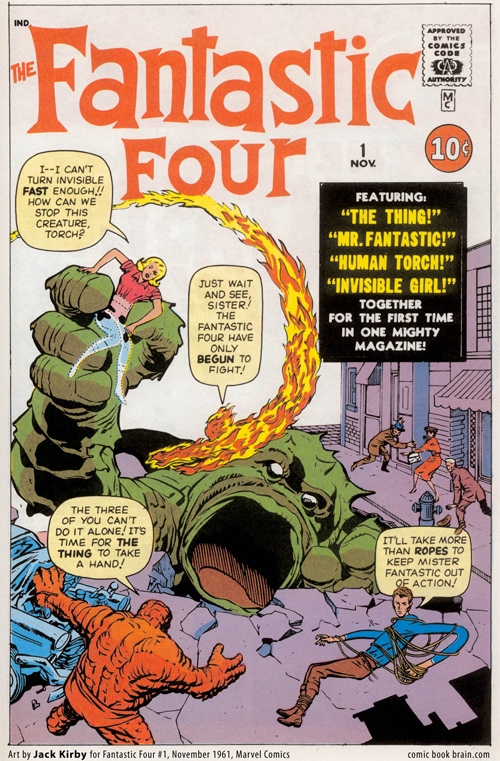 IND.
THE
Fantastic
Four
APPROVED
BY THE
COMICS
CODE
CA
AUTHORITY
MC
1
NOV.
10¢
I--I CAN'T
TURN INVISIBLE
FAST ENOUGH!!
HOW CAN WE
STOP THIS
CREATURE,
TORCH?
FEATURING:
"THE THING!"
"MR. FANTASTIC!"
"HUMAN TORCH!"
"INVISIBLE GIRL!"
TOGETHER
FOR THE FIRST TIME
IN ONE MIGHTY
MAGAZINE!
JUST WAIT
AND SEE,
SISTER!
THE
FANTASTIC
FOUR HAVE
ONLY
BEGUN TO
FIGHT!
THE THREE
OF YOU CAN'T
DO IT ALONE! IT'S
TIME FOR THE
THING TO TAKE
A HAND!
IT'LL TAKE MORE
THAN ROPES TO
KEEP MISTER
FANTASTIC OUT
OF ACTION!
Art by Jack Kirby for Fantastic Four #1, November 1961, Marvel Comics
comic book brain.com